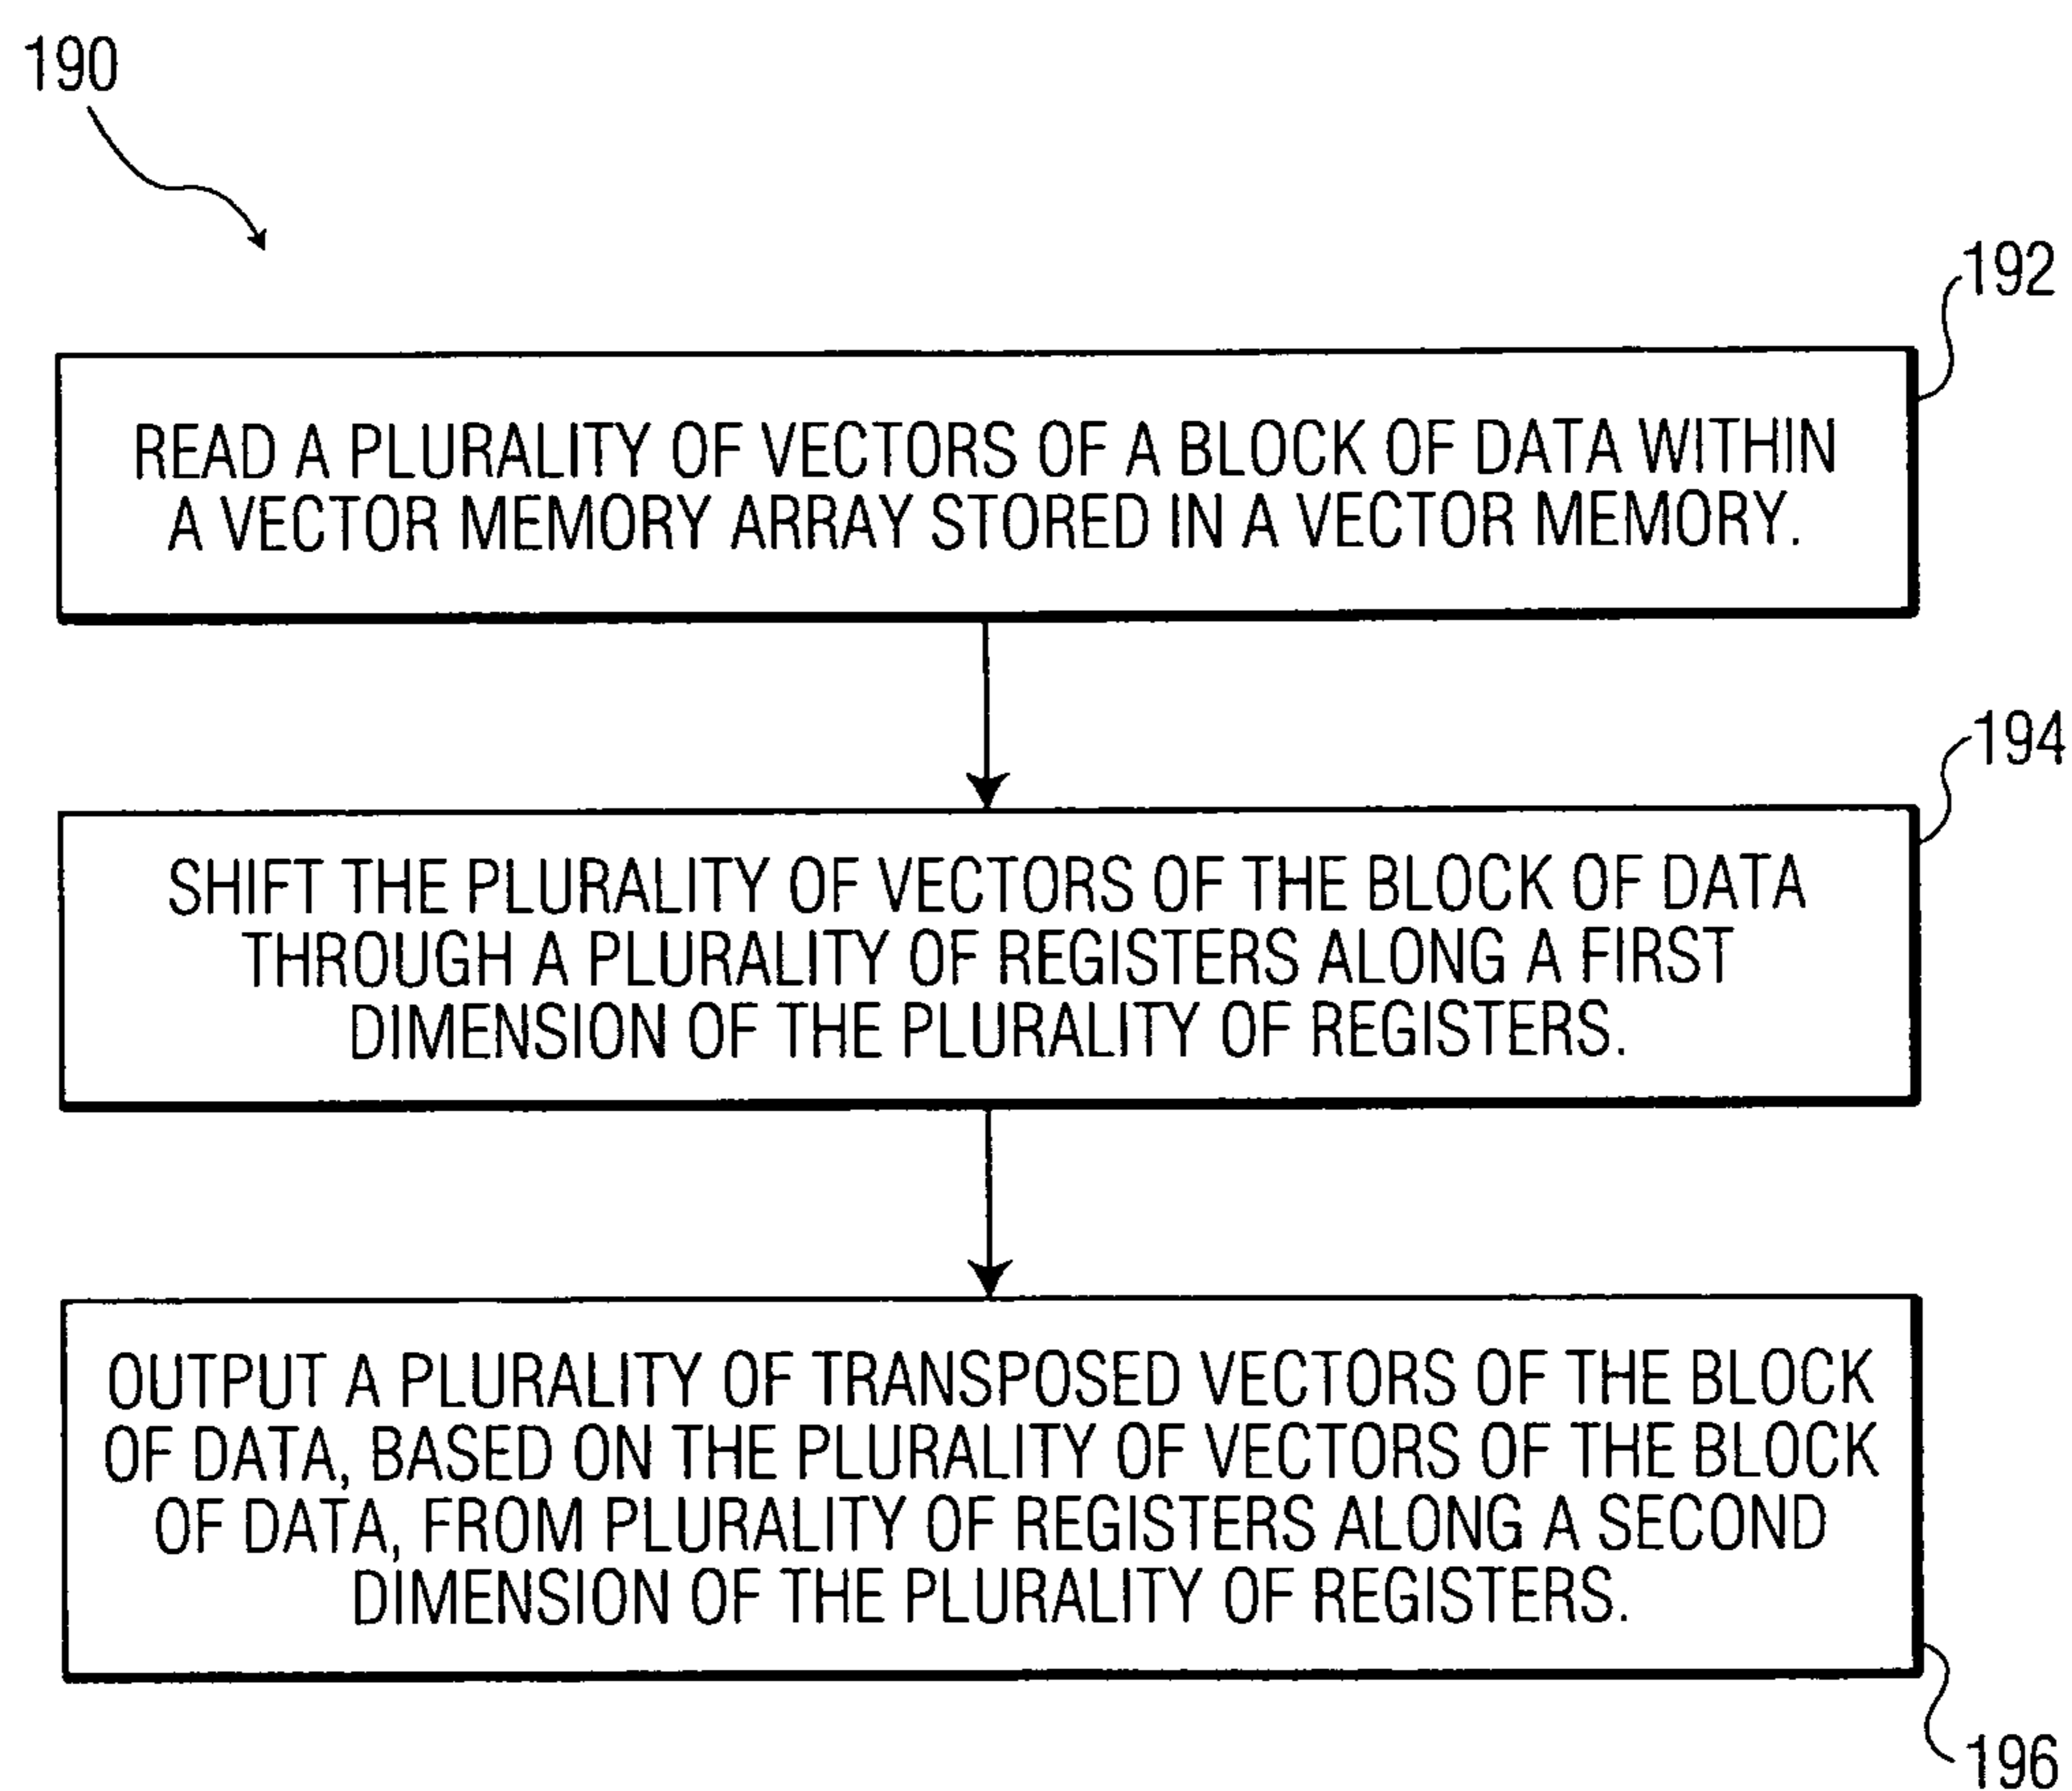 190
192
READ A PLURALITY OF VECTORS OF A BLOCK OF DATA WITHIN
A VECTOR MEMORY ARRAY STORED IN A VECTOR MEMORY.
194
SHIFT THE PLURALITY OF VECTORS OF THE BLOCK OF DATA
THROUGH A PLURALITY OF REGISTERS ALONG A FIRST
DIMENSION OF THE PLURALITY OF REGISTERS.
OUTPUT A PLURALITY OF TRANSPOSED VECTORS OF THE BLOCK
OF DATA, BASED ON THE PLURALITY OF VECTORS OF THE BLOCK
OF DATA, FROM PLURALITY OF REGISTERS ALONG A SECOND
DIMENSION OF THE PLURALITY OF REGISTERS.
196